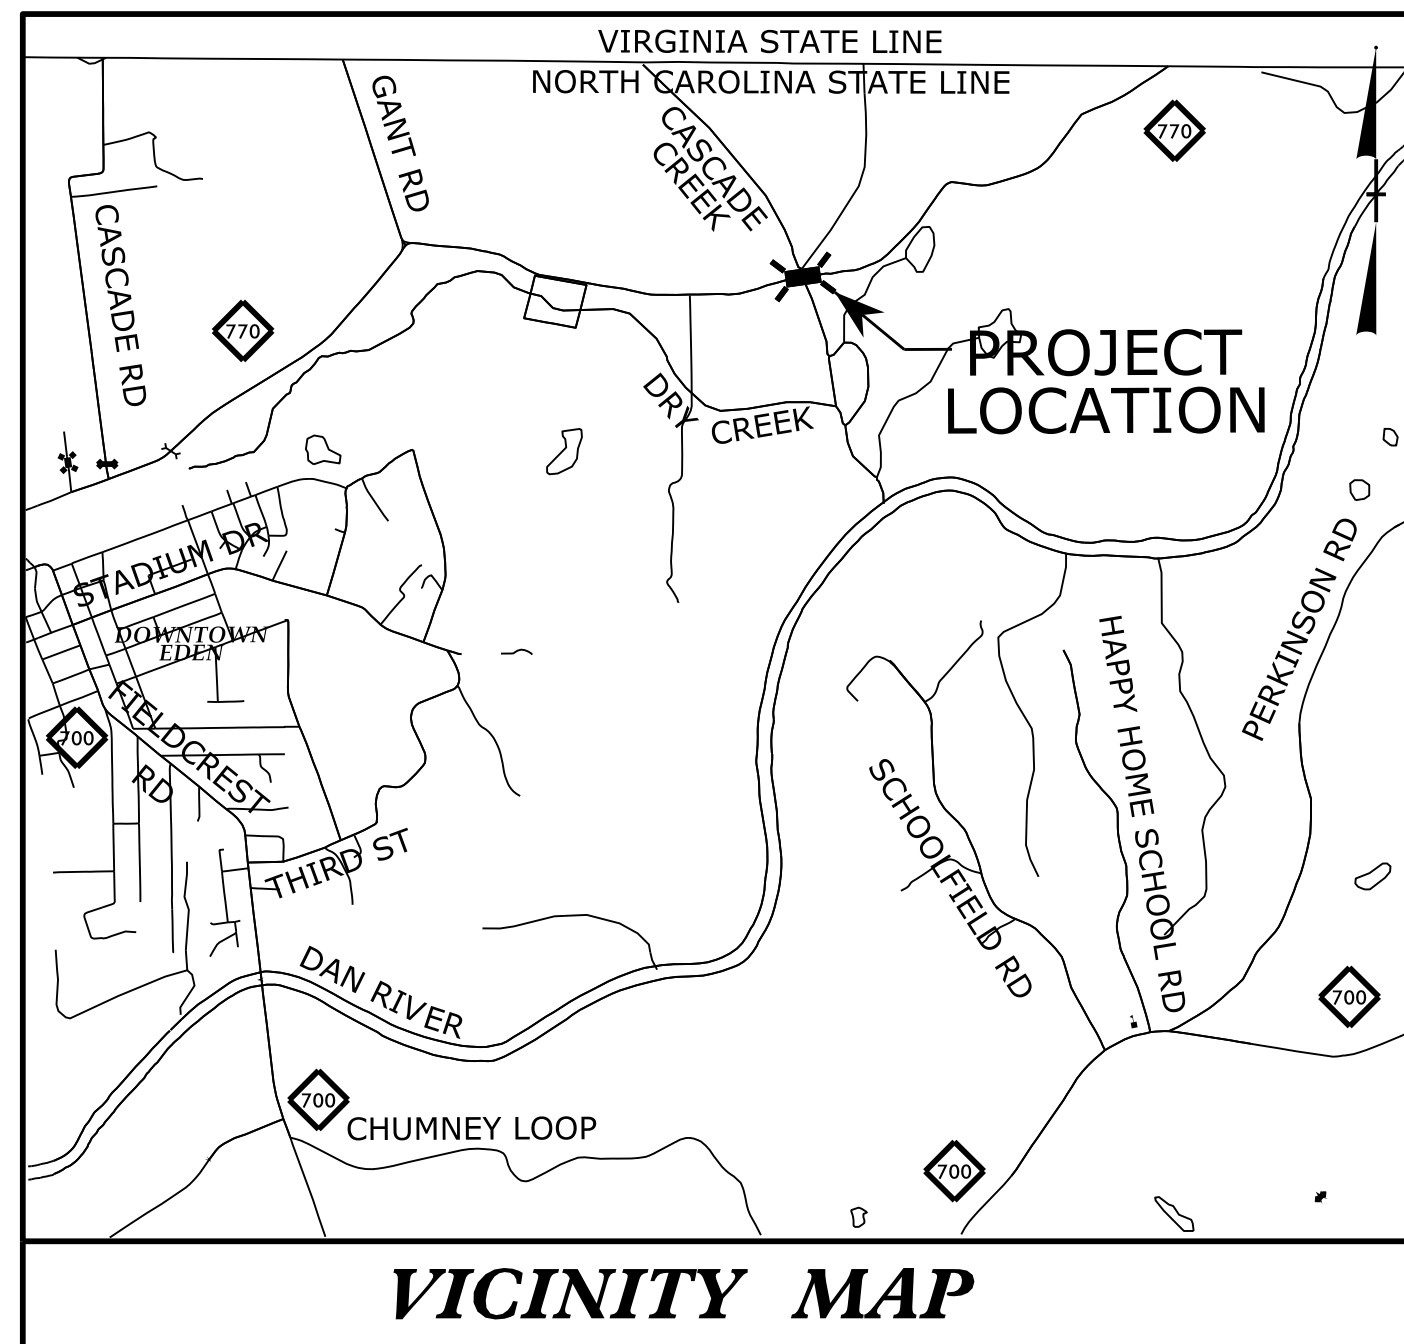 VIRGINIA STATE LINE
NORTH CAROLINA STATE LINE
GANT RD
CASCADE
CREEK
770
CASCADE RD
770
PROJECT
LOCATION
DRY CREEK
STADIUM DR
PERKINSON RD
DOWNTOWN
EDEN
HAPPY HOME SCHOOL RD
FIELDCREST
RD
700
SCHOOLFIELD RD
THIRD ST
DAN RIVER
700
700
CHUMNEY LOOP
700
VICINITY MAP